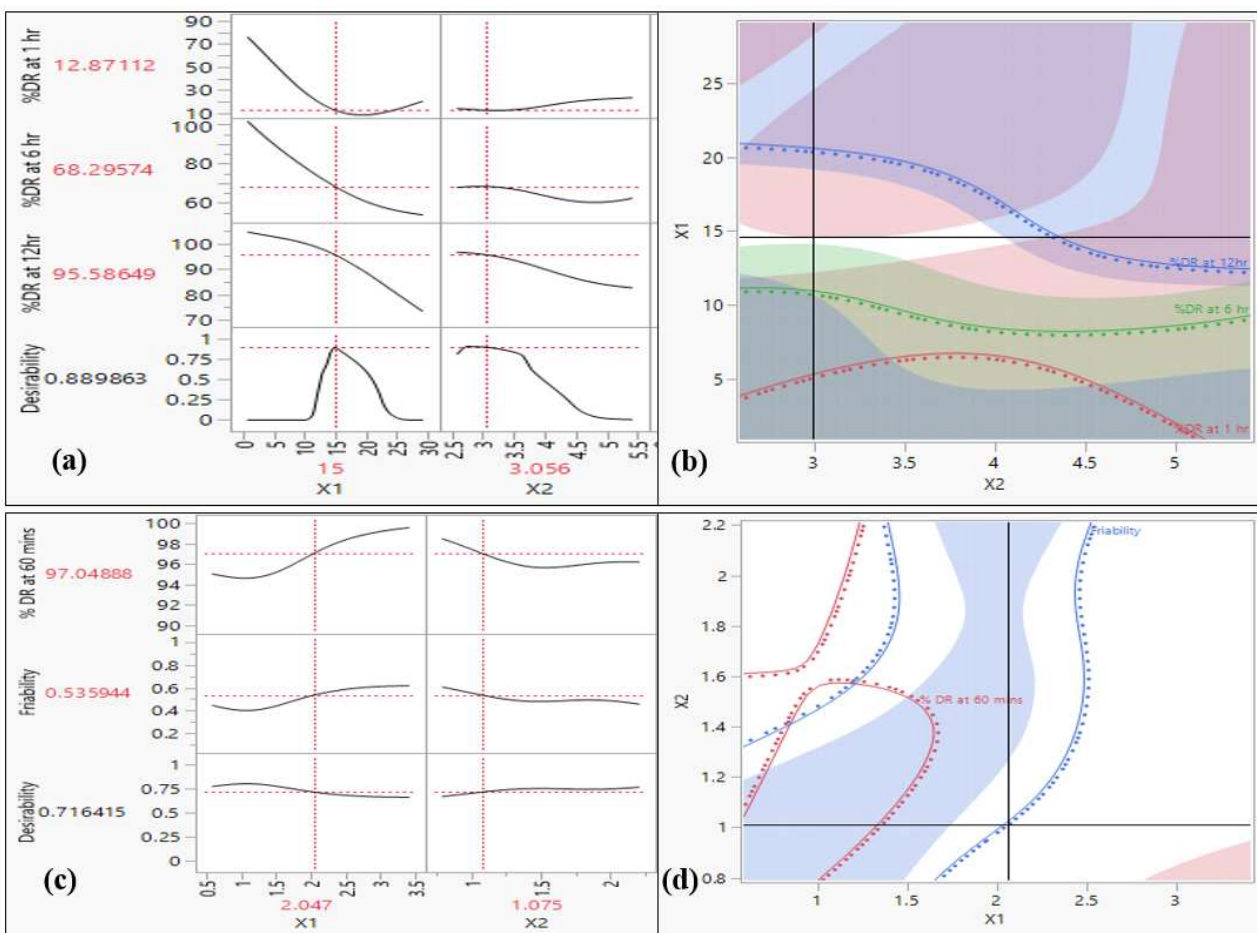 %DR at 1 hr
12.87112
90
70
50
30
10
%DR at 6 hr
68.29574
100
80
60
%DR at 12hr
95.58649
100
90
80
70
Desirability
0.889863
1
0.75
0.5
0.25
0
0 5 10 15 20 25 30
15
X1
2.5 3 3.5 4 4.5 5 5.5
3.056
X2
(a)
X1
25
20
15
10
5
%DR at 12hr
%DR at 6 hr
%DR at 1 hr
3 3.5 4 4.5 5
X2
(b)
% DR at 60 mins
97.04888
100
98
96
94
92
90
Friability
0.535944
1
0.8
0.6
0.4
0.2
Desirability
0.716415
1
0.75
0.5
0.25
0
0.5 1 1.5 2 2.5 3 3.5
2.047
X1
1 1.5 2
1.075
X2
(c)
X2
2.2
2
1.8
1.6
1.4
1.2
1
0.8
Friability
% DR at 60 mins
1 1.5 2 2.5 3
X1
(d)